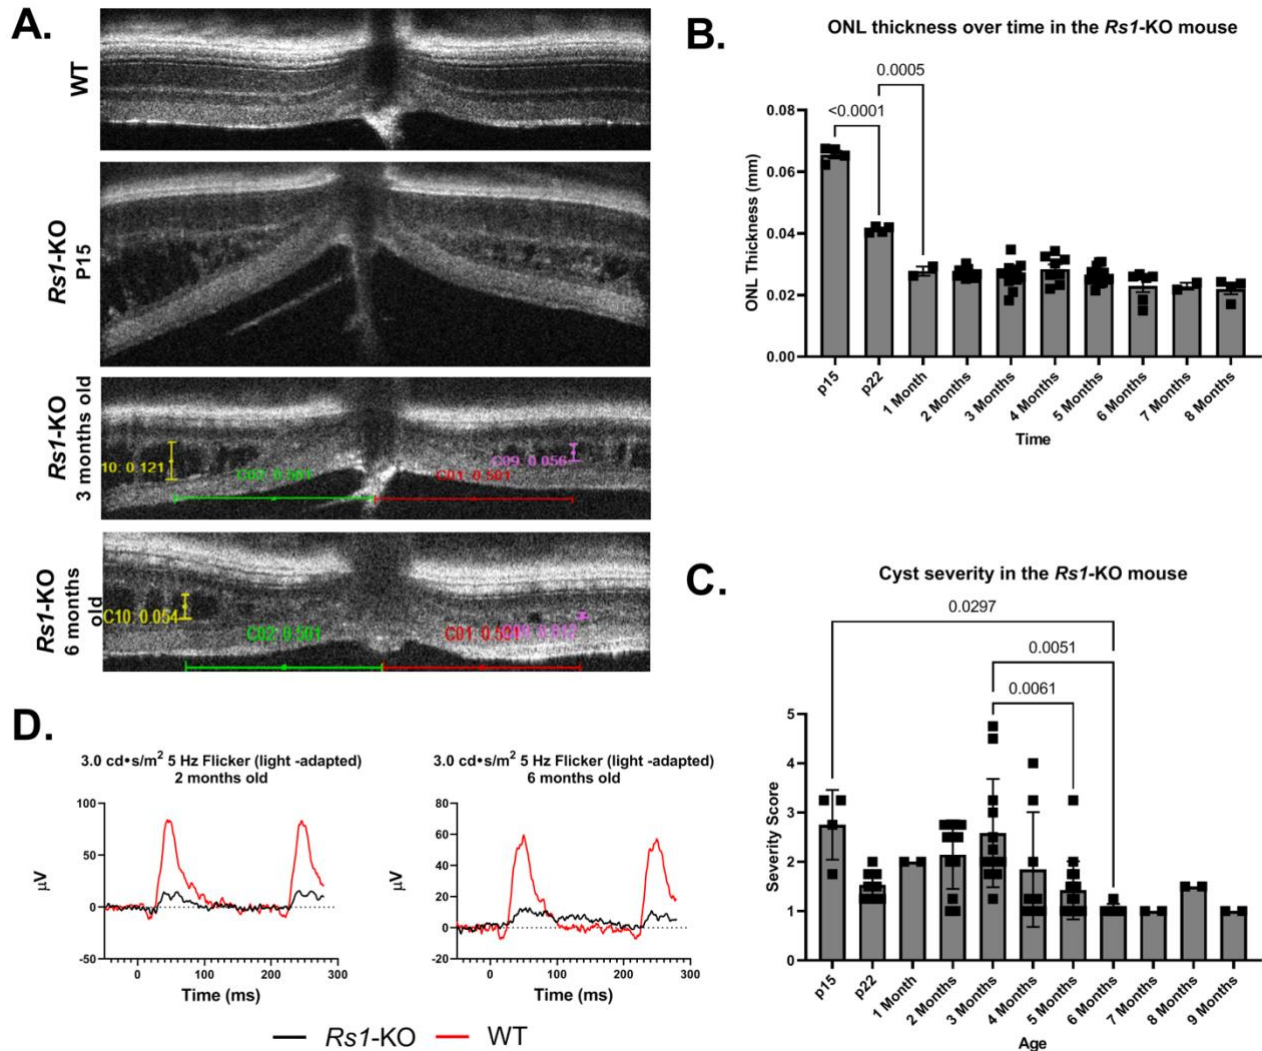 A.
WT
Rs1-KO
P15
Rs1-KO
3 months old
10: 0.121
C01: 0.501
C09: 0.056
Rs1-KO
6 months
old
C10: 0.054
C02: 0.501
C01:
B.
ONL thickness over time in the Rs1-KO mouse
0.0005
<0.0001
0.08
0.06
0.04
0.02
0.00
ONL Thickness (mm)
p15
p22
1 Month
2 Months
3 Months
4 Months
5 Months
6 Months
7 Months
8 Months
Time
C.
Cyst severity in the Rs1-KO mouse
0.0297
0.0051
0.0061
5
4
3
2
1
0
Severity Score
p15
p22
1 Month
2 Months
3 Months
4 Months
5 Months
6 Months
7 Months
8 Months
9 Months
Age
D.
3.0 cd•s/m² 5 Hz Flicker (light -adapted)
2 months old
100
50
0
-50
µV
0 100 200 300
Time (ms)
3.0 cd•s/m² 5 Hz Flicker (light -adapted)
6 months old
80
60
40
20
0
-20
µV
0 100 200 300
Time (ms)
Rs1-KO WT